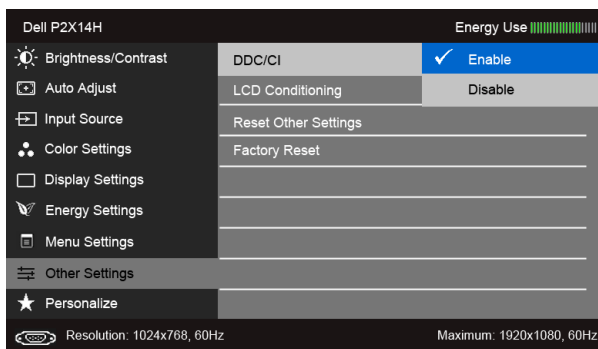 Dell P2X14H Energy Use
Brightness/Contrast DDC/CI Enable
Auto Adjust LCD Conditioning Disable
Input Source Reset Other Settings
Color Settings Factory Reset
Display Settings
Energy Settings
Menu Settings
Other Settings
Personalize
Resolution: 1024x768, 60Hz Maximum: 1920x1080, 60Hz